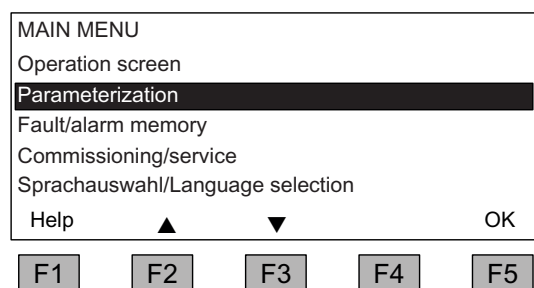 MAIN MENU
Operation screen
Parameterization
Fault/alarm memory
Commissioning/service
Sprachauswahl/Language selection
Help ▲ ▼ OK
F1 F2 F3 F4 F5